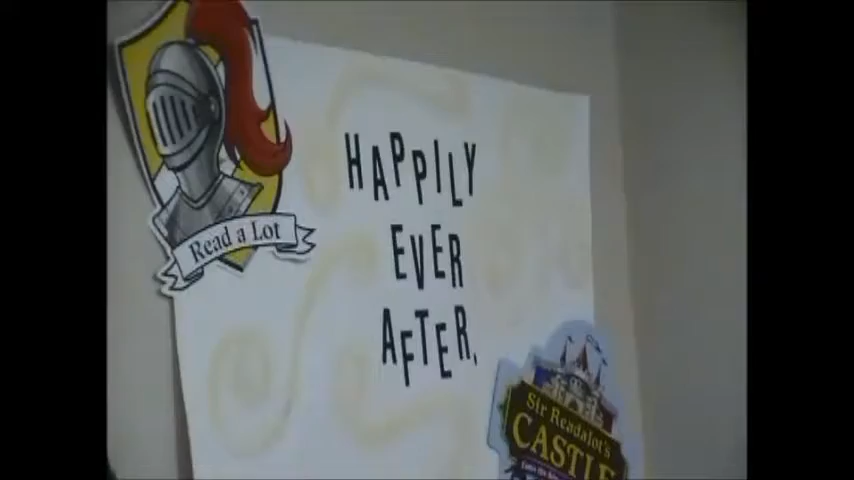 Read a Lot
HAPPILY
EVER
AFTER,
Sir Readalot's
CASTLE